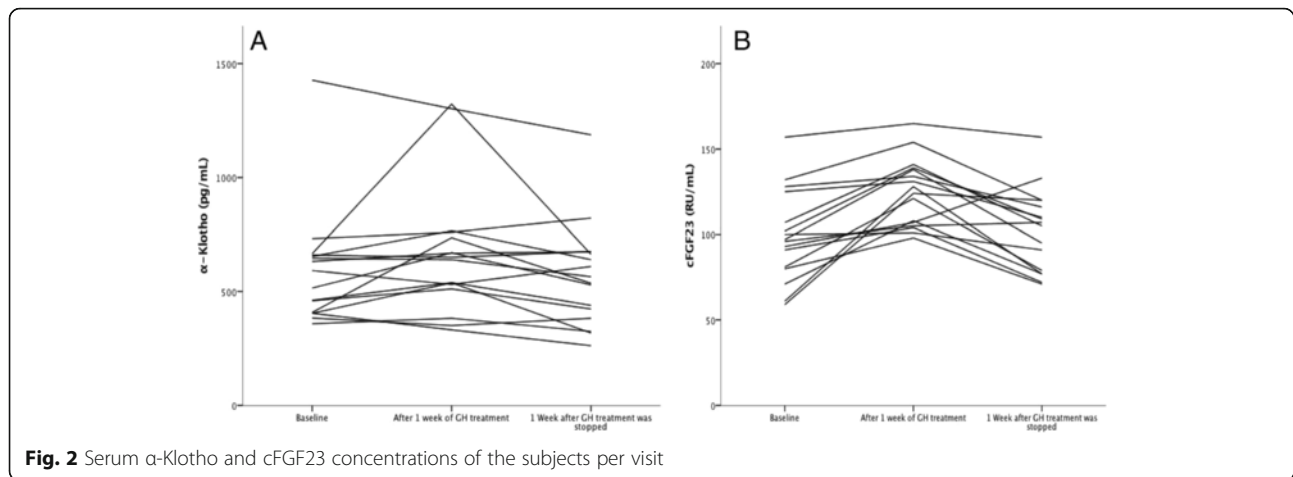 A
1500
1000
500
0
α-Klotho (pg/mL)
Baseline
After 1 week of GH treatment
1 Week after GH treatment was
stopped
B
200
150
100
50
0
cFGF23 (RU/mL)
Baseline
After 1 week of GH treatment
1 Week after GH treatment was
stopped
Fig. 2 Serum α-Klotho and cFGF23 concentrations of the subjects per visit